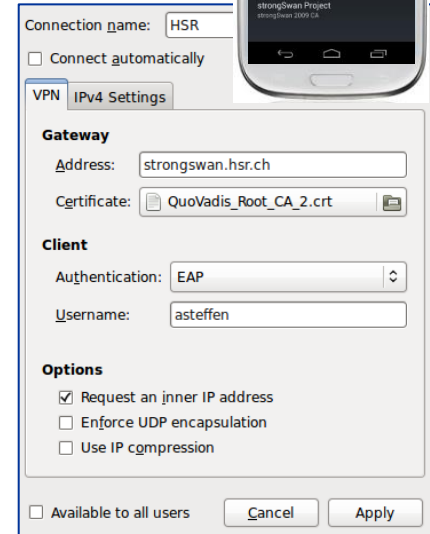 Connection name: HSR
strongSwan Project
strongSwan 2009 CA
Connect automatically
VPN IPv4 Settings
Gateway
Address: strongswan.hsr.ch
Certificate: QuoVadis_Root_CA_2.crt
Client
Authentication: EAP
Username: asteffen
Options
Request an inner IP address
Enforce UDP encapsulation
Use IP compression
Available to all users Cancel Apply